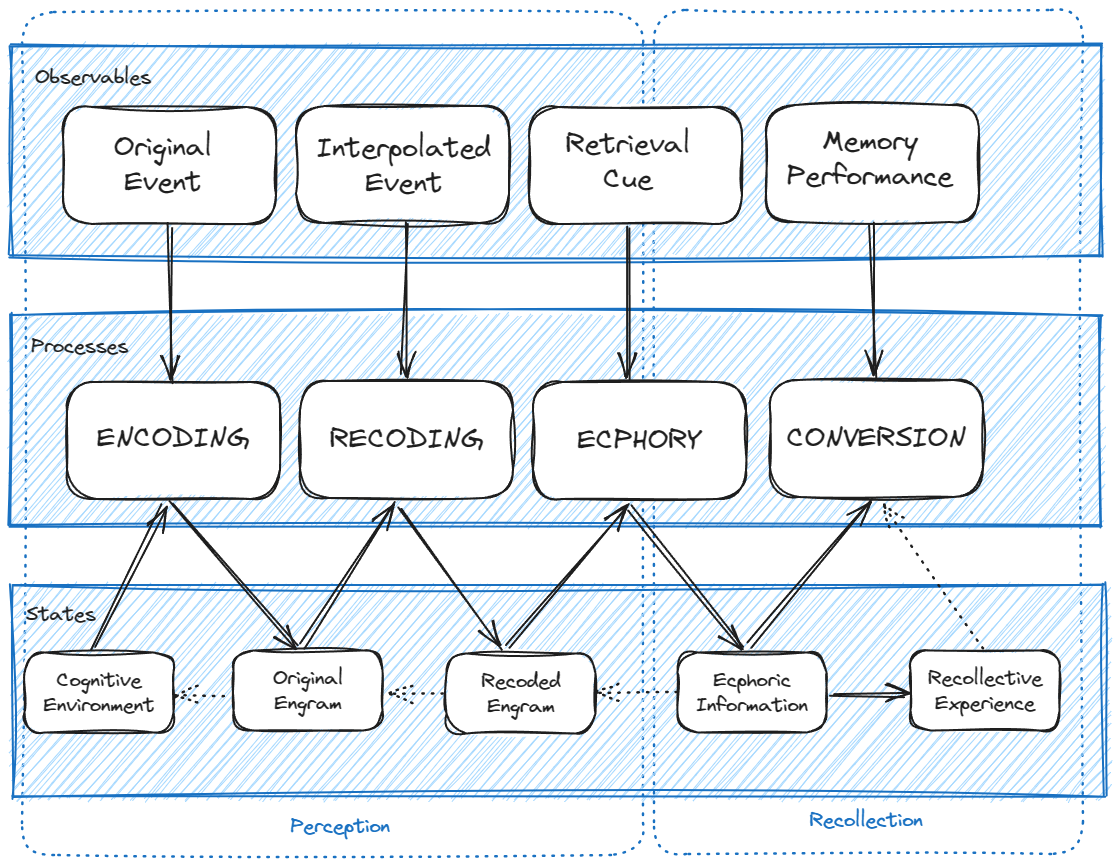 Observables
Original
Event
Interpolated
Event
Retrieval
Cue
Memory
Performance
Processes
ENCODING
RECODING
ECPHORY
CONVERSION
States
Cognitive
Environment
Original
Engram
Recoded
Engram
Ecphoric
Information
Recollective
Experience
Perception
Recollection